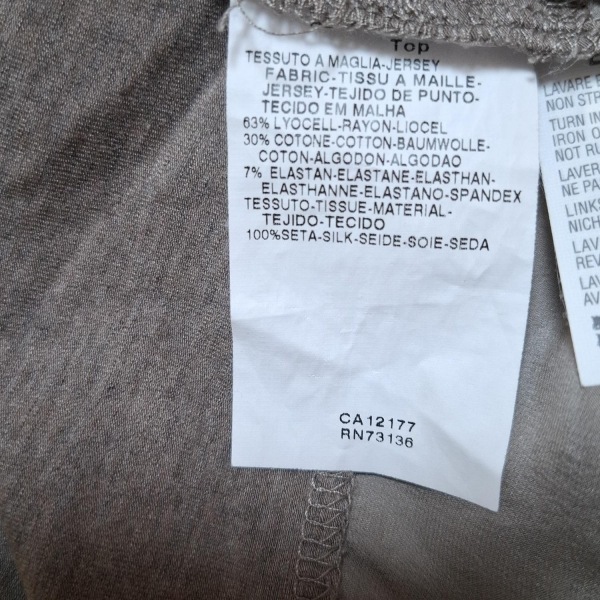 Top
TESSUTO A MAGLIA-JERSEY
FABRIC-TISSU A MAILLE-
JERSEY-TEJIDO DE PUNTO-
TECIDO EM MALHA
63% LYOCELL-RAYON-LIOCEL
30% COTONE-COTTON-BAUMWOLLE-
COTON-ALGODON-ALGODAO
7% ELASTAN-ELASTANE-ELASTHAN-
ELASTHANNE-ELASTANO-SPANDEX
TESSUTO-TISSUE-MATERIAL-
TEJIDO-TECIDO
100%SETA-SILK-SEIDE-SOIE-SEDA
CA12177
RN73136
LAVARE
NON STR
TURN IN
IRON O
NOT RU
LAVER
NE PA
LINKS
NICH
LAV
REV
LAV
AV